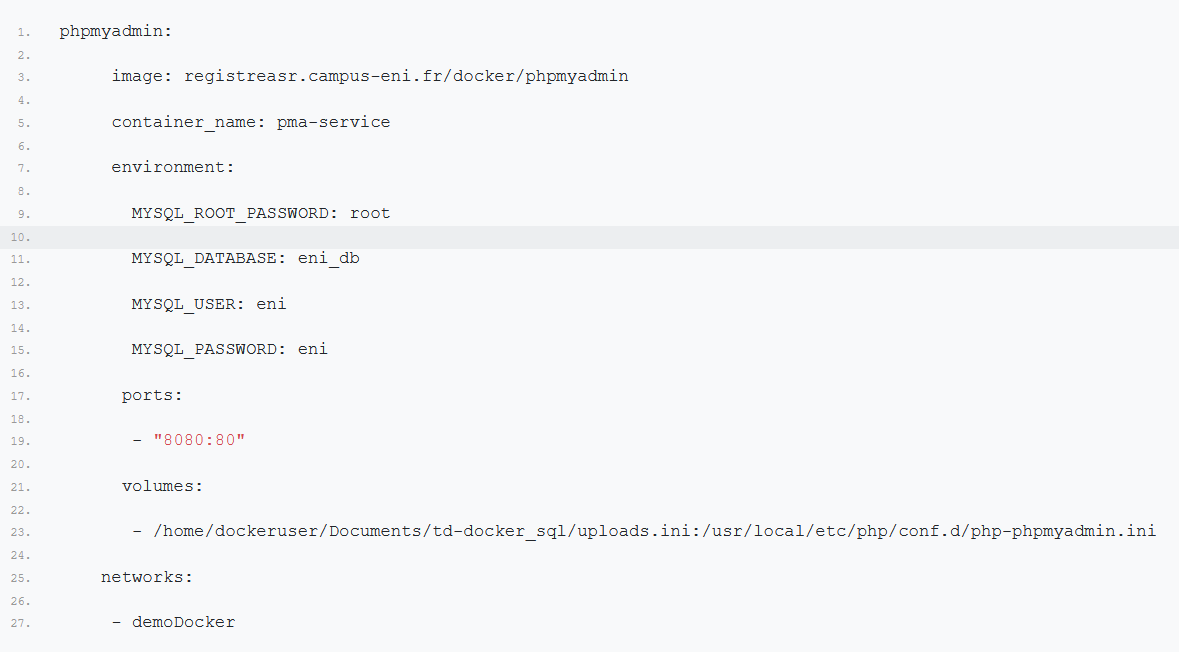 1. phpmyadmin:
2.
3. image: registreasr.campus-eni.fr/docker/phpmyadmin
4.
5. container_name: pma-service
6.
7. environment:
8.
9. MYSQL_ROOT_PASSWORD: root
10.
11. MYSQL_DATABASE: eni_db
12.
13. MYSQL_USER: eni
14.
15. MYSQL_PASSWORD: eni
16.
17. ports:
18.
19. - "8080:80"
20.
21. volumes:
22.
23. - /home/dockeruser/Documents/td-docker_sql/uploads.ini:/usr/local/etc/php/conf.d/php-phpmyadmin.ini
24.
25. networks:
26.
27. - demoDocker